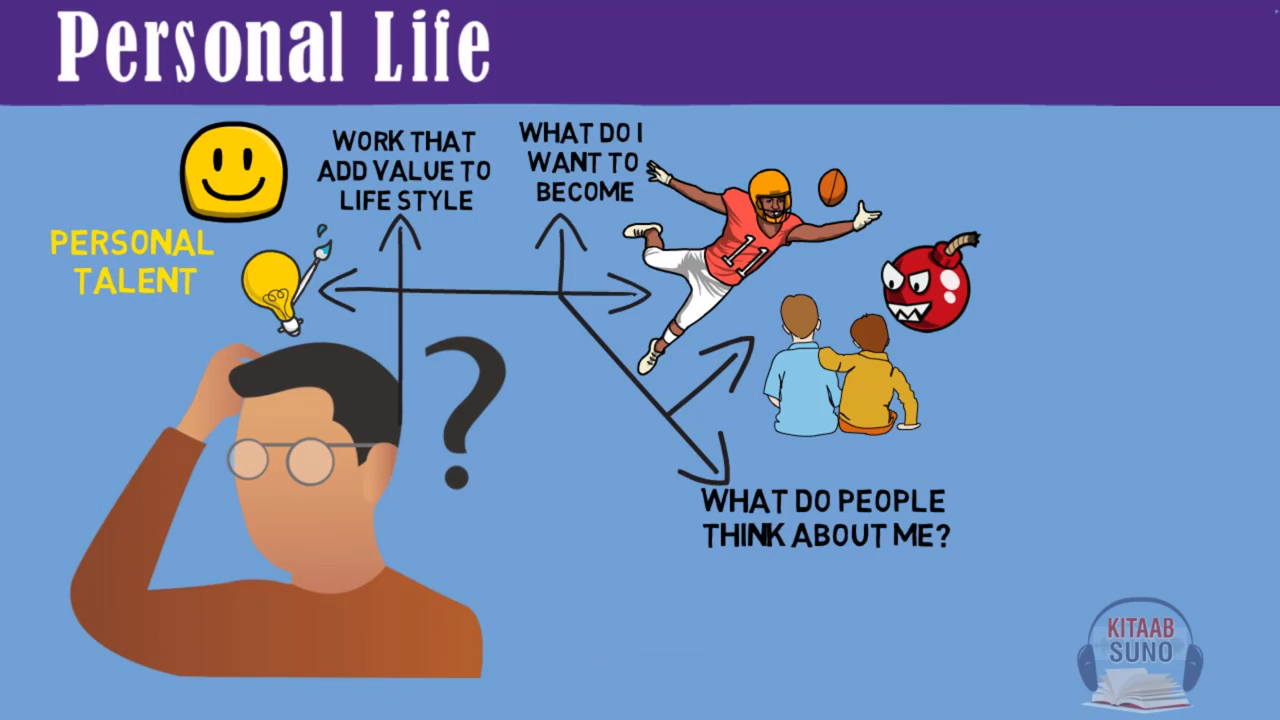 Personal Life
WORK THAT
ADD VALUE TO
LIFE STYLE
WHAT DO I
WANT TO
BECOME
PERSONAL
TALENT
11
?
WHAT DO PEOPLE
THINK ABOUT ME?
KITAAB
SUNO